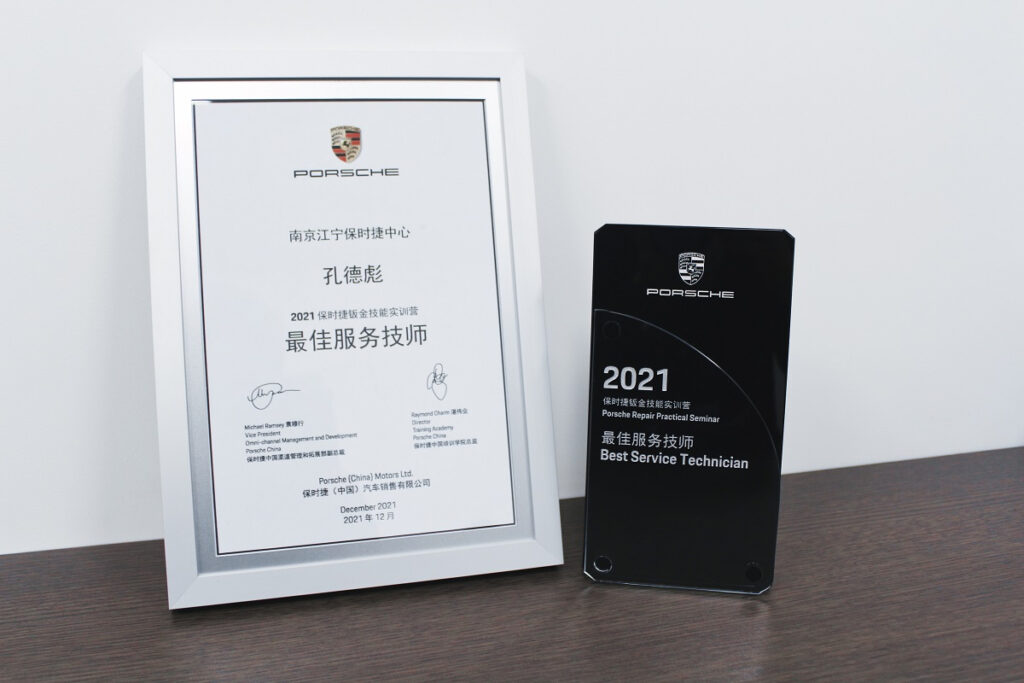 PORSCHE
南京江宁保时捷中心
孔德彪
2021 保时捷钣金技能实训营
最佳服务技师
Michael Ramsey 袁穆行
Vice President
Omni-channel Management and Development
Porsche China
保时捷中国渠道管理和拓展部副总裁
Raymond Charm 湛伟业
Director
Training Academy
Porsche China
保时捷中国培训学院总监
Porsche (China) Motors Ltd.
保时捷（中国）汽车销售有限公司
December 2021
2021 年 12 月
PORSCHE
2021
保时捷钣金技能实训营
Porsche Repair Practical Seminar
最佳服务技师
Best Service Technician